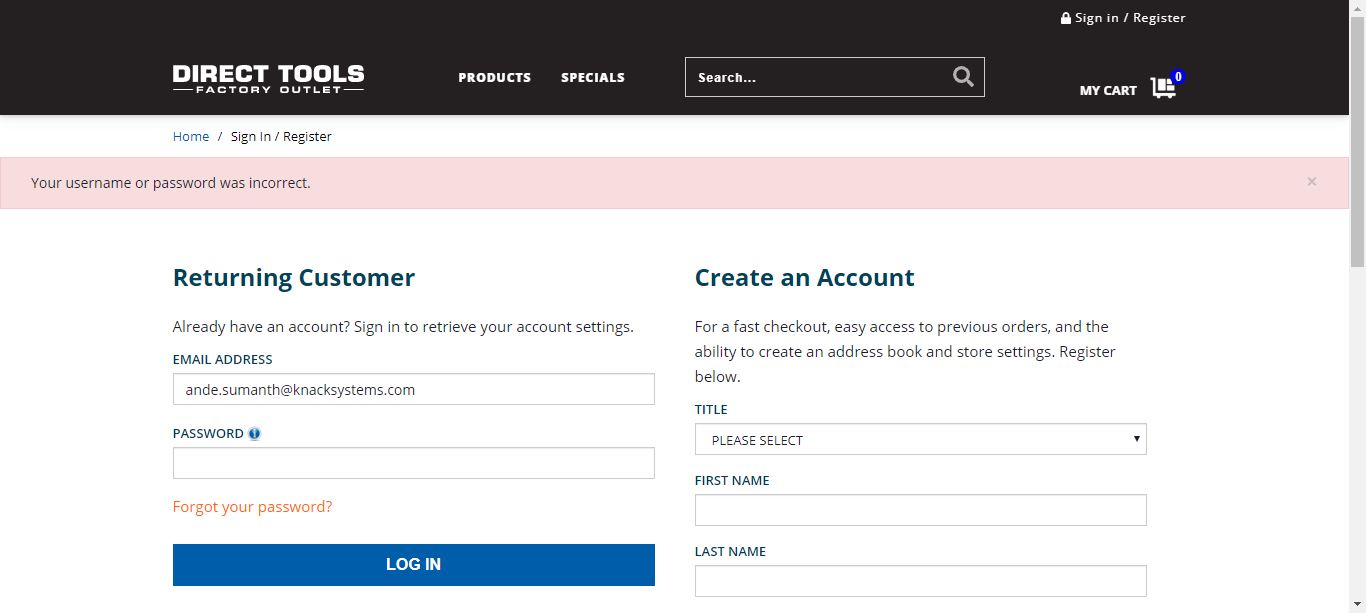 Sign in / Register
DIRECT TOOLS
FACTORY OUTLET
PRODUCTS
SPECIALS
Search...
MY CART
0
Home / Sign In / Register
Your username or password was incorrect.
×
Returning Customer
Already have an account? Sign in to retrieve your account settings.
EMAIL ADDRESS
ande.sumanth@knacksystems.com
PASSWORD
Forgot your password?
LOG IN
Create an Account
For a fast checkout, easy access to previous orders, and the
ability to create an address book and store settings. Register
below.
TITLE
PLEASE SELECT
FIRST NAME
LAST NAME